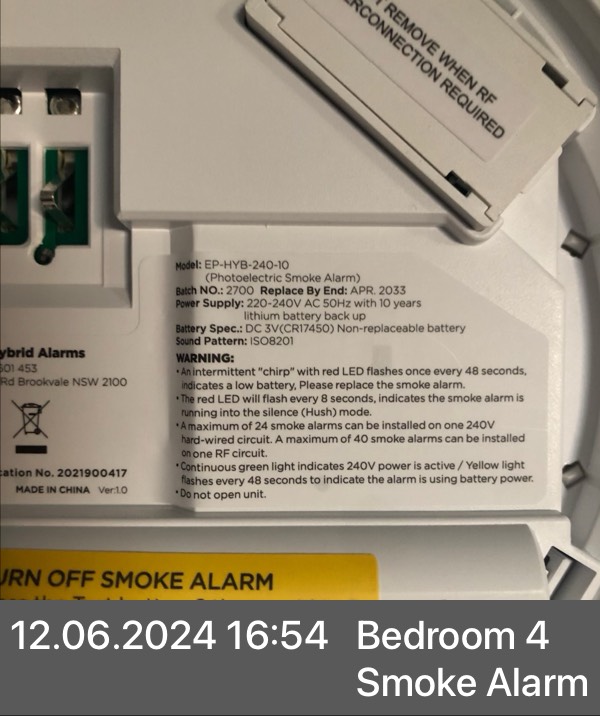 REMOVE WHEN RF
ERCONNECTION REQUIRED
Model: EP-HYB-240-10
(Photoelectric Smoke Alarm)
Batch NO.: 2700 Replace By End: APR. 2033
Power Supply: 220-240V AC 50Hz with 10 years
lithium battery back up
Battery Spec.: DC 3V(CR17450) Non-replaceable battery
Sound Pattern: ISO8201
WARNING:
• An intermittent "chirp" with red LED flashes once every 48 seconds,
indicates a low battery, Please replace the smoke alarm.
• The red LED will flash every 8 seconds, indicates the smoke alarm is
running into the silence (Hush) mode.
• A maximum of 24 smoke alarms can be installed on one 240V
hard-wired circuit. A maximum of 40 smoke alarms can be installed
on one RF circuit.
• Continuous green light indicates 240V power is active / Yellow light
flashes every 48 seconds to indicate the alarm is using battery power.
• Do not open unit.
ybrid Alarms
601 453
Rd Brookvale NSW 2100
cation No. 2021900417
MADE IN CHINA Ver:1.0
URN OFF SMOKE ALARM
12.06.2024 16:54 Bedroom 4
Smoke Alarm